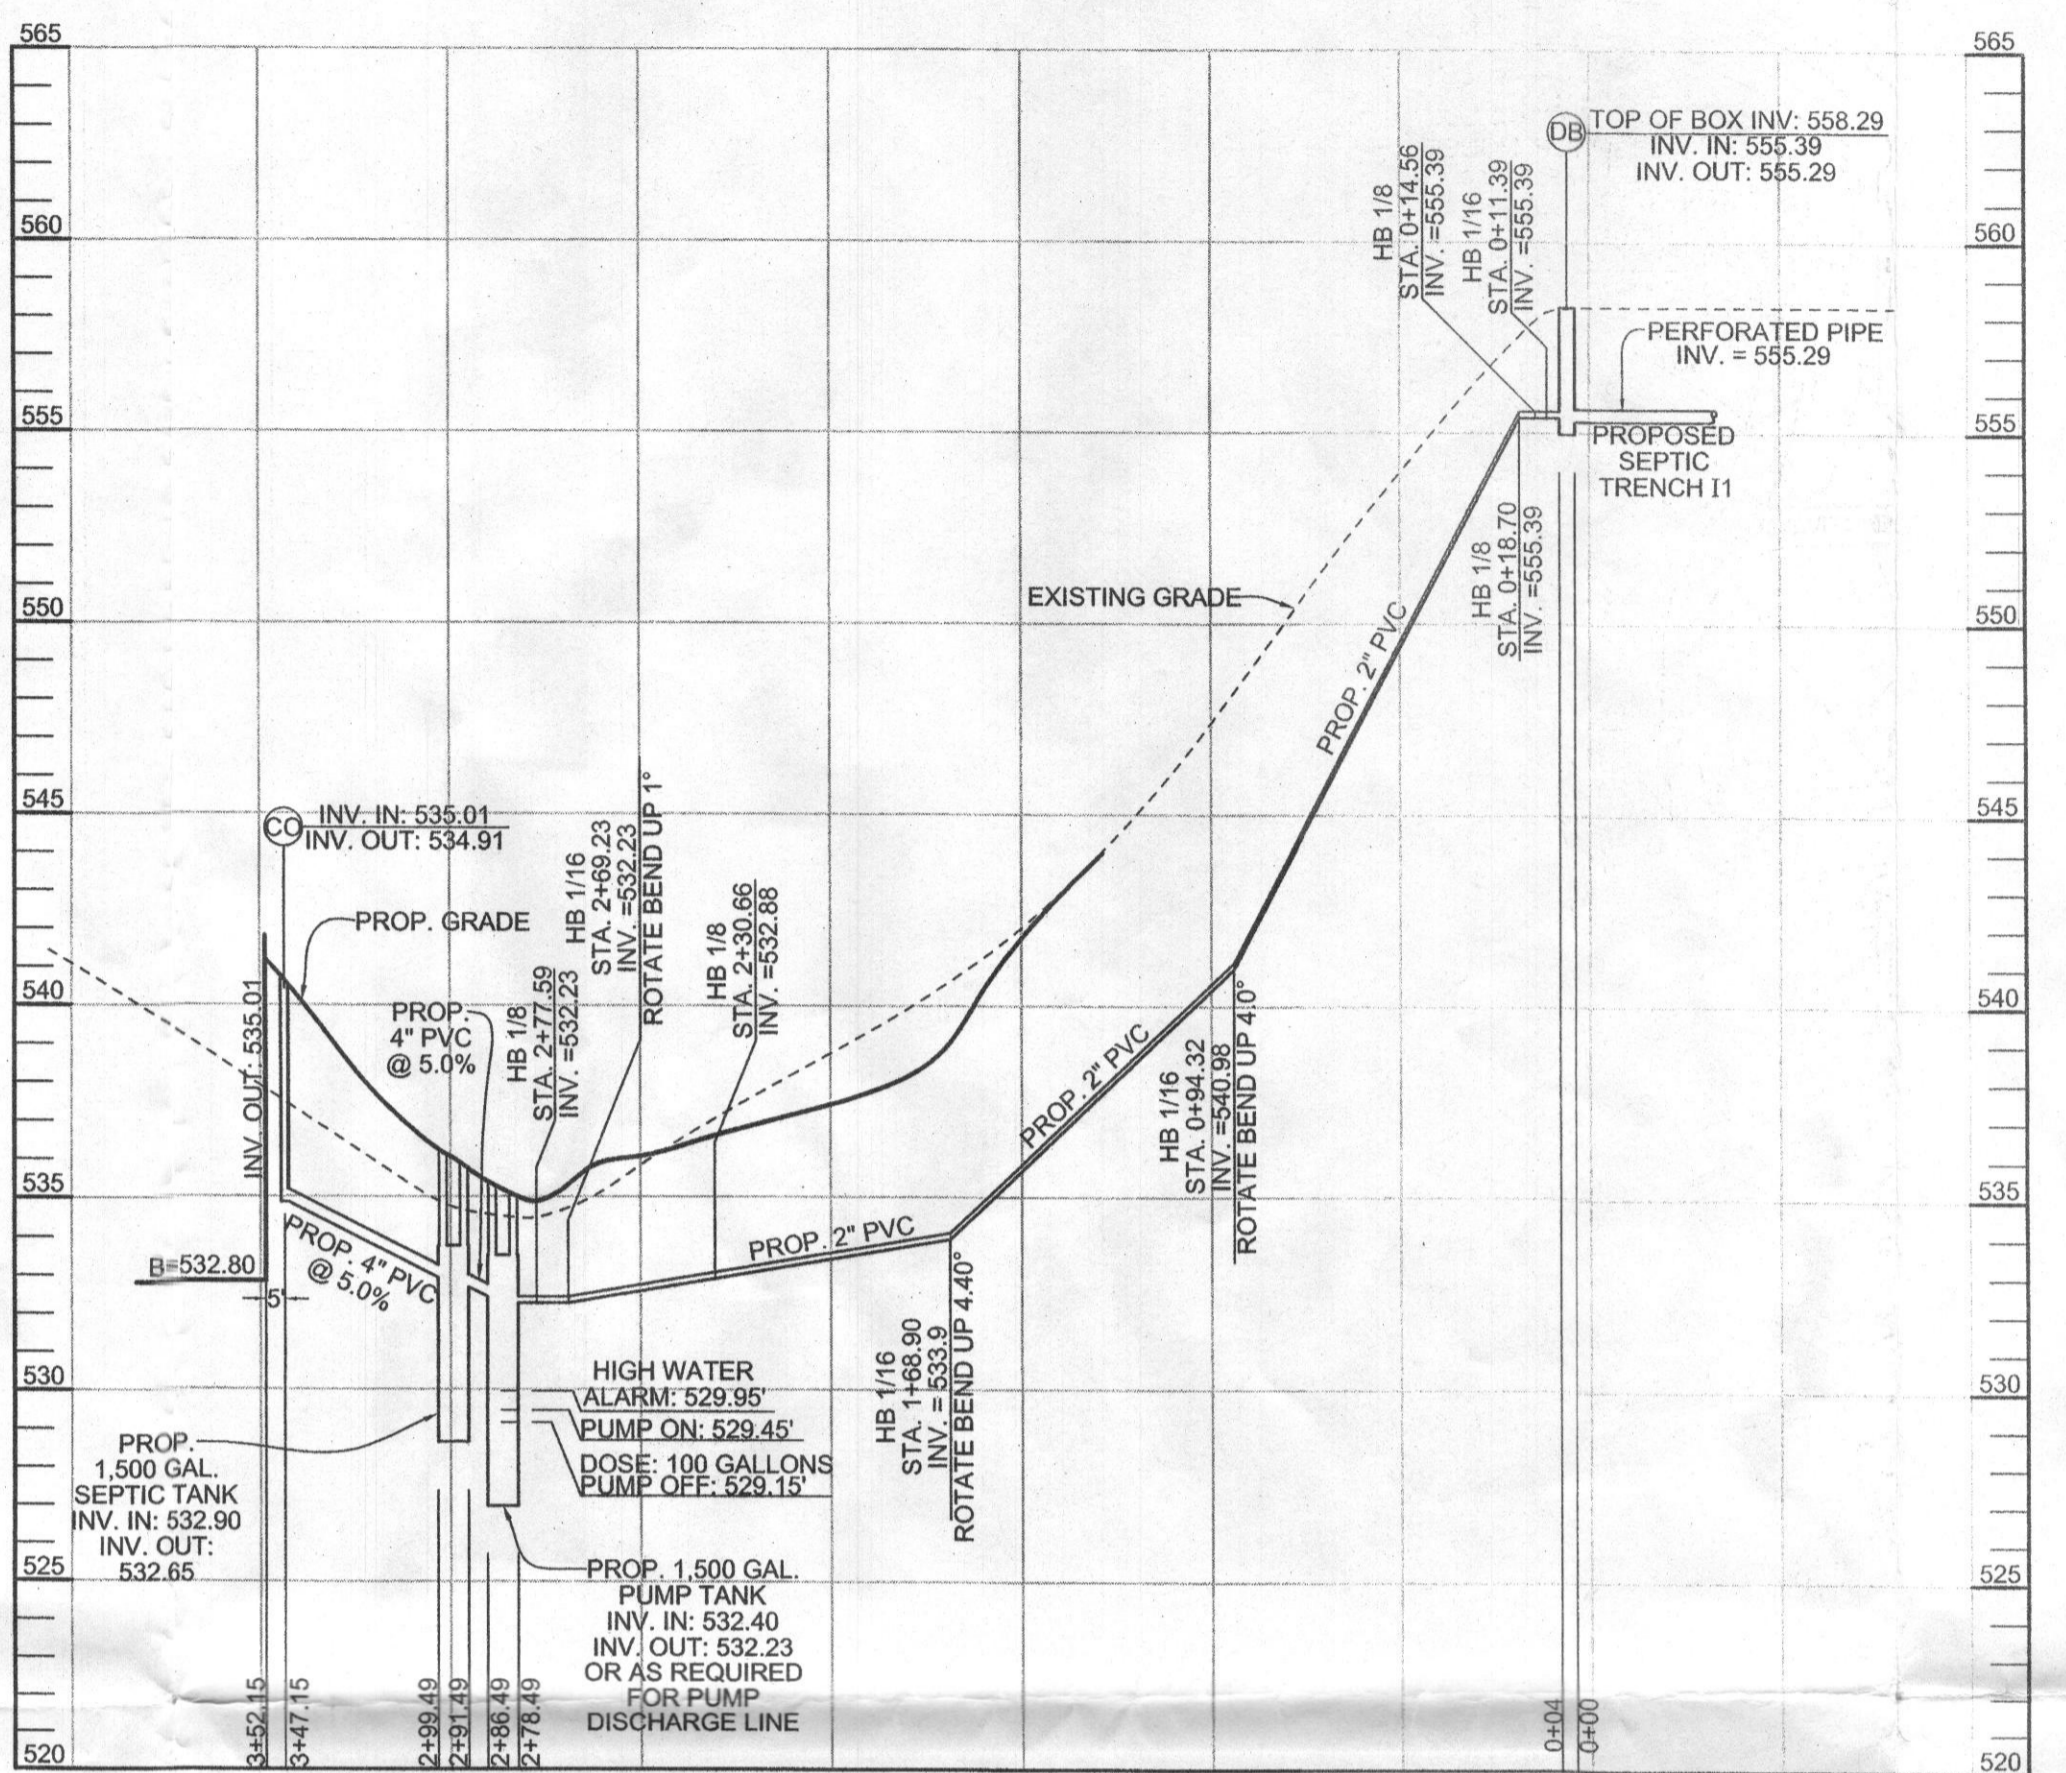 565
560
555
550
545
540
535
530
525
520
565
560
555
550
545
540
535
530
525
520
DB
TOP OF BOX INV: 558.29
INV. IN: 555.39
INV. OUT: 555.29
HB 1/8
STA. 0+14.56
INV. =555.39
HB 1/16
STA. 0+11.39
INV. =555.39
PERFORATED PIPE
INV. = 555.29
PROPOSED
SEPTIC
TRENCH I1
HB 1/8
STA. 0+18.70
INV. =555.39
EXISTING GRADE
PROP. 2" PVC
CO
INV. IN: 535.01
INV. OUT: 534.91
PROP. GRADE
INV. OUT: 535.01
PROP.
4" PVC
@ 5.0%
HB 1/8
STA. 2+77.59
INV. =532.23
HB 1/16
STA. 2+69.23
INV. =532.23
ROTATE BEND UP 1°
HB 1/8
STA. 2+30.66
INV. =532.88
PROP. 2" PVC
HB 1/16
STA. 0+94.32
INV. =540.98
ROTATE BEND UP 4.0°
B=532.80
5'
PROP. 4" PVC
@ 5.0%
PROP. 2" PVC
HB 1/16
STA. 1+68.90
INV. = 533.9
ROTATE BEND UP 4.40°
HIGH WATER
ALARM: 529.95'
PUMP ON: 529.45'
DOSE: 100 GALLONS
PUMP OFF: 529.15'
PROP.
1,500 GAL.
SEPTIC TANK
INV. IN: 532.90
INV. OUT:
532.65
PROP. 1,500 GAL.
PUMP TANK
INV. IN: 532.40
INV. OUT: 532.23
OR AS REQUIRED
FOR PUMP
DISCHARGE LINE
3+52.15
3+47.15
2+99.49
2+91.49
2+86.49
2+78.49
0+04
0+00